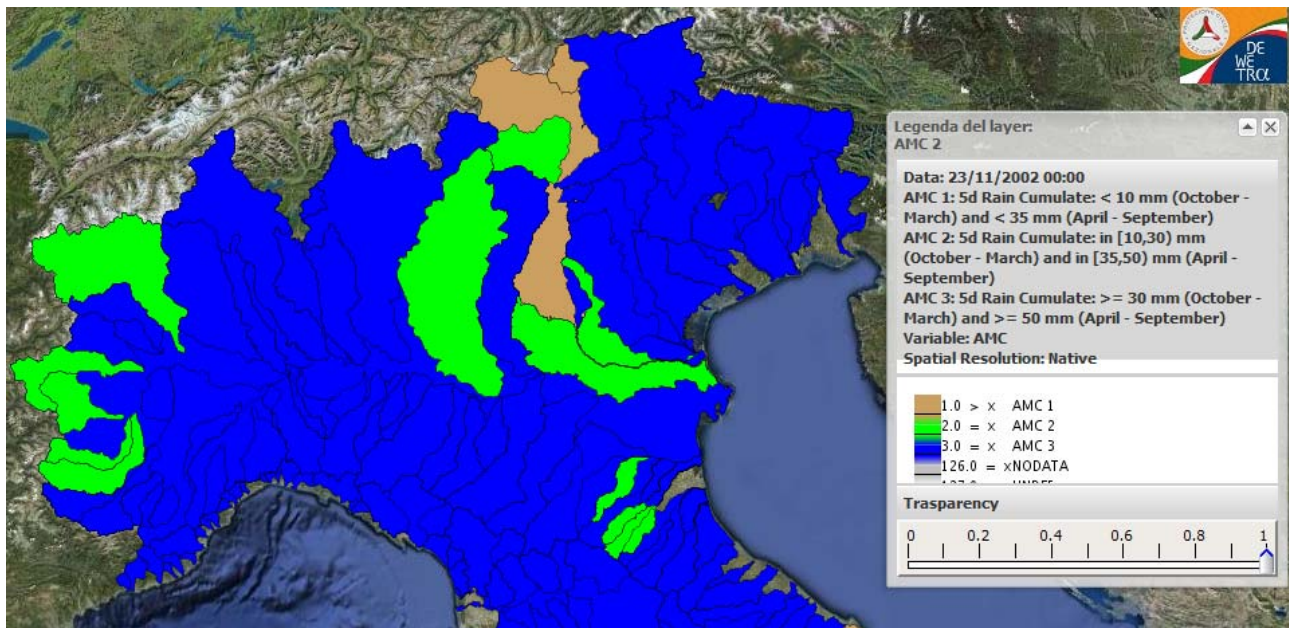 PROTEZIONE CIVILE
NAZIONALE
DE
WĒ
TRα
Legenda del layer:
AMC 2
Data: 23/11/2002 00:00
AMC 1: 5d Rain Cumulate: < 10 mm (October -
March) and < 35 mm (April - September)
AMC 2: 5d Rain Cumulate: in [10,30) mm
(October - March) and in [35,50) mm (April -
September)
AMC 3: 5d Rain Cumulate: >= 30 mm (October -
March) and >= 50 mm (April - September)
Variable: AMC
Spatial Resolution: Native
1.0 > x AMC 1
2.0 = x AMC 2
3.0 = x AMC 3
126.0 = xNODATA
Trasparency
0 0.2 0.4 0.6 0.8 1